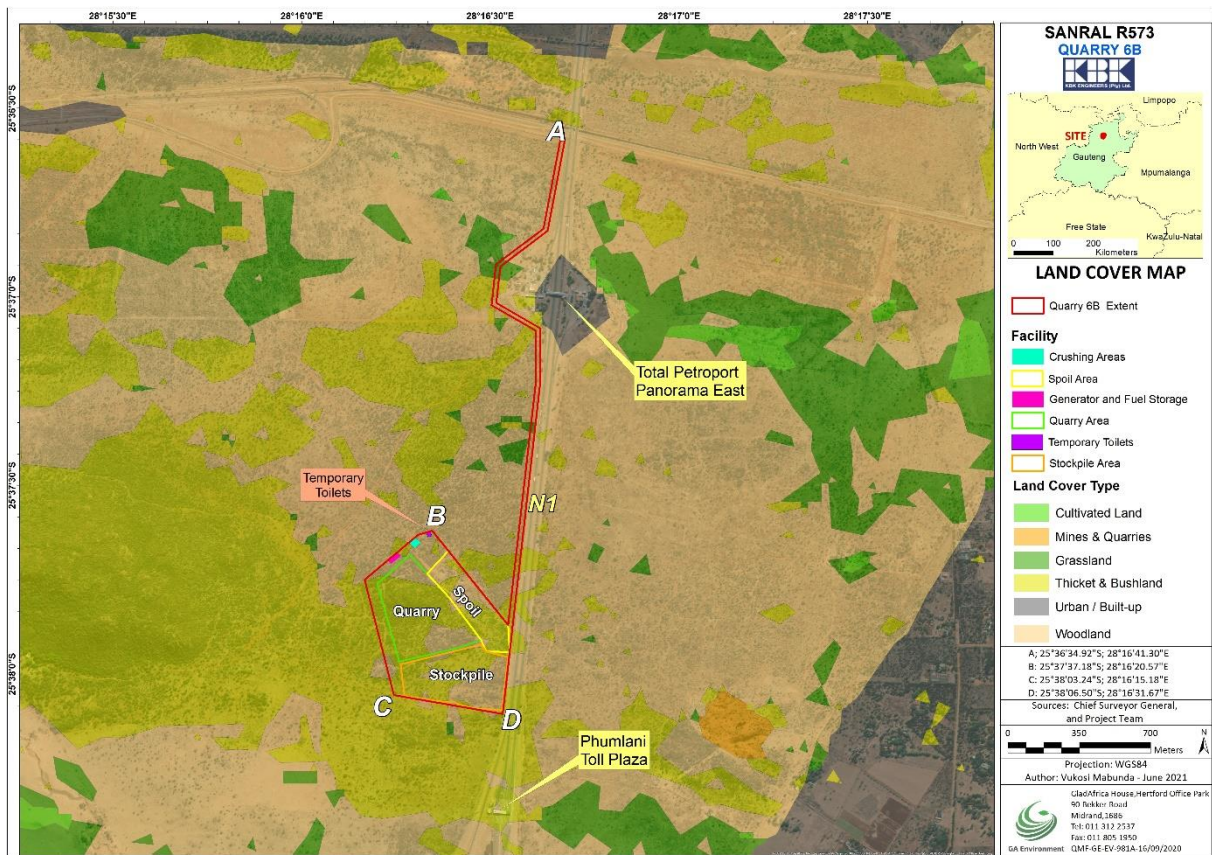 28°15'30"E
28°16'0"E
28°16'30"E
28°17'0"E
28°17'30"E
25°36'30"S
25°37'0"S
25°37'30"S
25°38'0"S
A
Total Petroport
Panorama East
Temporary
Toilets
B
N1
Quarry
Spoil
Stockpile
C
D
Phumlani
Toll Plaza
SANRAL R573
QUARRY 6B
KBK
KBK ENGINEERS (Pty) Ltd.
Limpopo
SITE
North West
Gauteng
Mpumalanga
Free State
KwaZulu-Natal
0 100 200
Kilometers
LAND COVER MAP
Quarry 6B Extent
Facility
Crushing Areas
Spoil Area
Generator and Fuel Storage
Quarry Area
Temporary Toilets
Stockpile Area
Land Cover Type
Cultivated Land
Mines & Quarries
Grassland
Thicket & Bushland
Urban / Built-up
Woodland
A; 25°36'34.92"S; 28°16'41.30"E
B: 25°37'37.18"S; 28°16'20.57"E
C: 25°38'03.24"S; 28°16'15.18"E
D: 25°38'06.50"S; 28°16'31.67"E
Sources: Chief Surveyor General,
and Project Team
0 350 700
Meters
N
Projection: WGS84
Author: Vukosi Mabunda - June 2021
GladAfrica House,Hertford Office Park
90 Bekker Road
Midrand,1686
Tel: 011 312 2537
Fax: 011 805 1950
GA Environment QMF-GE-EV-981A-16/09/2020